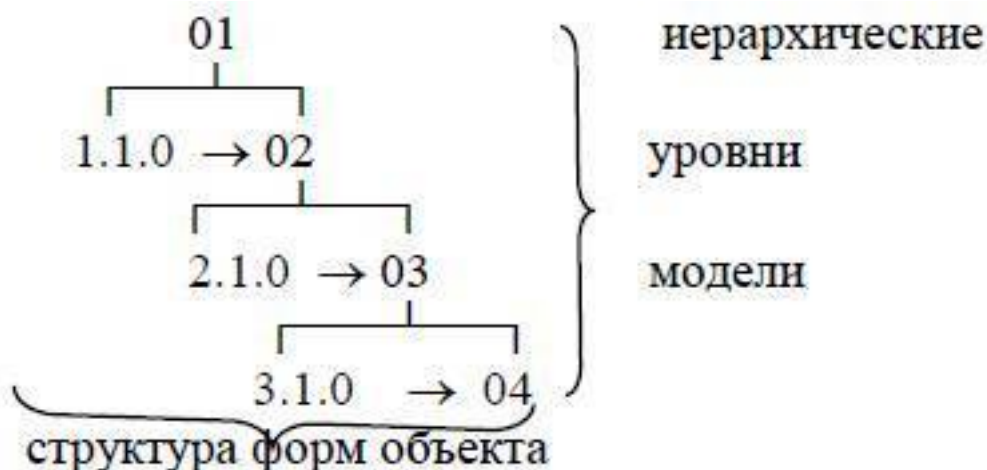 01 иерархические
1.1.0 → 02 уровни
2.1.0 → 03 модели
3.1.0 → 04
структура форм объекта